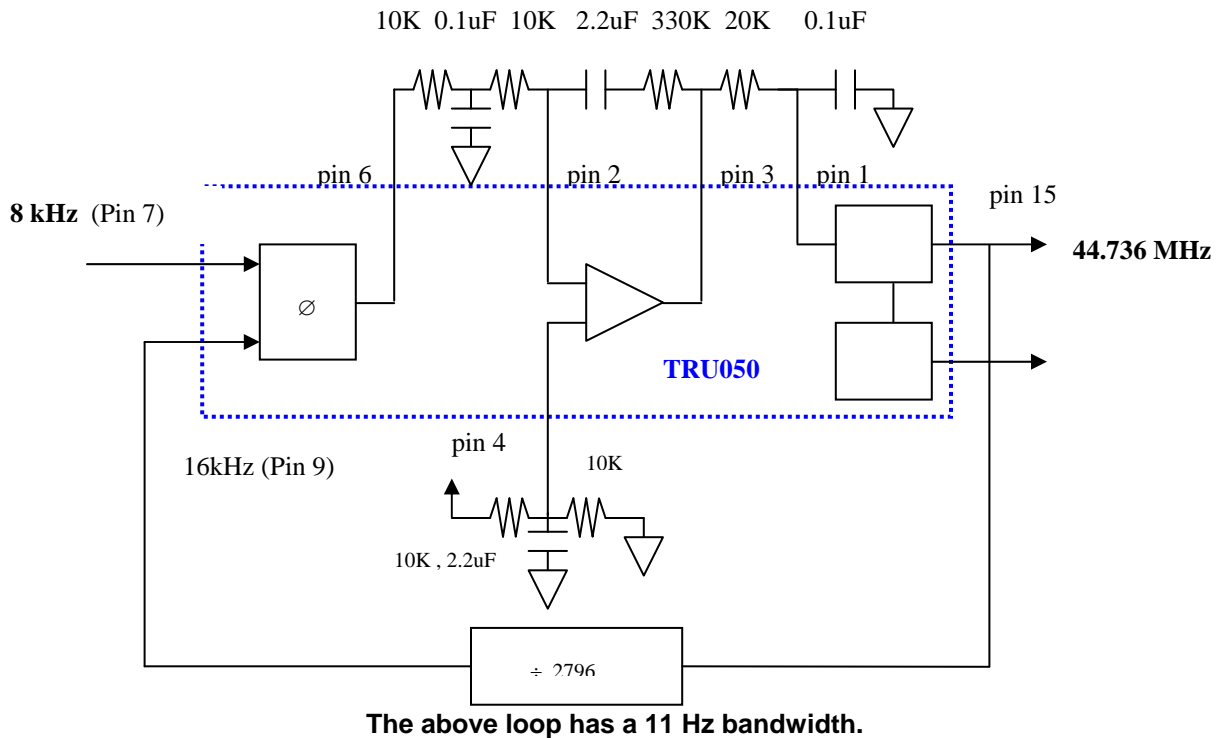 10K 0.1uF 10K 2.2uF 330K 20K 0.1uF
pin 6 pin 2 pin 3 pin 1
pin 15
8 kHz (Pin 7)
44.736 MHz
∅
TRU050
pin 4
10K
16kHz (Pin 9)
10K , 2.2uF
÷ 2796
The above loop has a 11 Hz bandwidth.